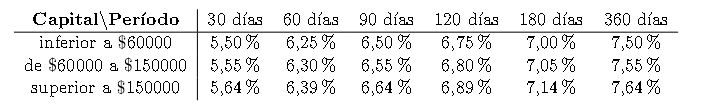 Capital\Período 30 días 60 días 90 días 120 días 180 días 360 días
inferior a $60000 5,50 % 6,25 % 6,50 % 6,75 % 7,00 % 7,50 %
de $60000 a $150000 5,55 % 6,30 % 6,55 % 6,80 % 7,05 % 7,55 %
superior a $150000 5,64 % 6,39 % 6,64 % 6,89 % 7,14 % 7,64 %